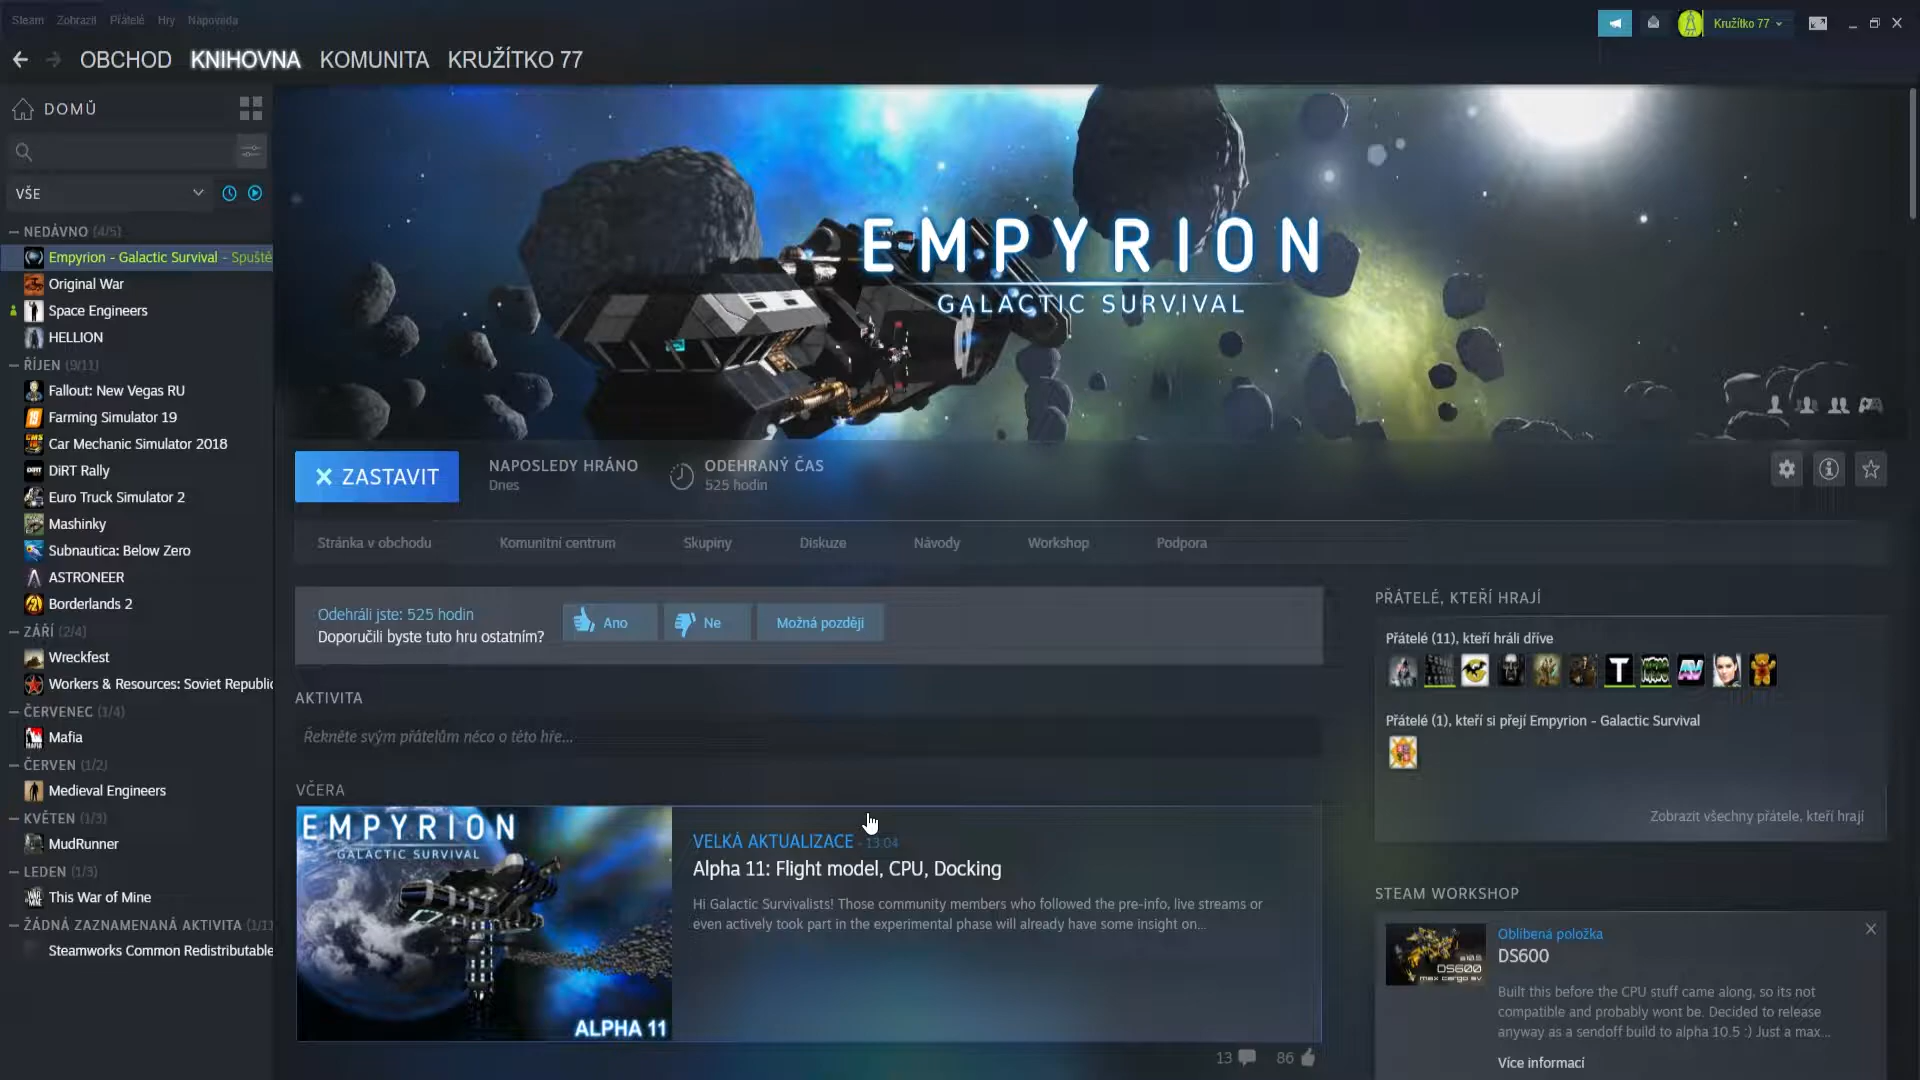 Steam Zobrazit Přátelé Hry Nápověda
Kružítko 77
OBCHOD KNIHOVNA KOMUNITA KRUŽÍTKO 77
DOMŮ
VŠE
NEDÁVNO (4/5)
Empyrion - Galactic Survival - Spuště
Original War
Space Engineers
HELLION
ŘÍJEN (9/11)
Fallout: New Vegas RU
Farming Simulator 19
Car Mechanic Simulator 2018
DiRT Rally
Euro Truck Simulator 2
Mashinky
Subnautica: Below Zero
ASTRONEER
Borderlands 2
ZÁŘÍ (2/4)
Wreckfest
Workers & Resources: Soviet Republic
ČERVENEC (1/4)
Mafia
ČERVEN (1/2)
Medieval Engineers
KVĚTEN (1/3)
MudRunner
LEDEN (1/3)
This War of Mine
ŽÁDNÁ ZAZNAMENANÁ AKTIVITA (1/11
Steamworks Common Redistributable
EMPYRION
GALACTIC SURVIVAL
ZASTAVIT
NAPOSLEDY HRÁNO
Dnes
ODEHRANÝ ČAS
525 hodin
Stránka v obchodu Komunitní centrum Skupiny Diskuze Návody Workshop Podpora
Odehráli jste: 525 hodin
Doporučili byste tuto hru ostatním?
Ano Ne Možná později
AKTIVITA
Řekněte svým přátelům něco o této hře...
VČERA
EMPYRION
GALACTIC SURVIVAL
ALPHA 11
VELKÁ AKTUALIZACE - 13:04
Alpha 11: Flight model, CPU, Docking
Hi Galactic Survivalists! Those community members who followed the pre-info, live streams or
even actively took part in the experimental phase will already have some insight on...
13 86
PŘÁTELÉ, KTEŘÍ HRAJÍ
Přátelé (11), kteří hráli dříve
T
Přátelé (1), kteří si přejí Empyrion - Galactic Survival
Zobrazit všechny přátele, kteří hrají
STEAM WORKSHOP
Oblíbená položka
DS600
DS600
max cargo sv
Built this before the CPU stuff came along, so its not
compatible and probably wont be. Decided to release
anyway as a sendoff build to alpha 10.5 :) Just a max...
Více informací